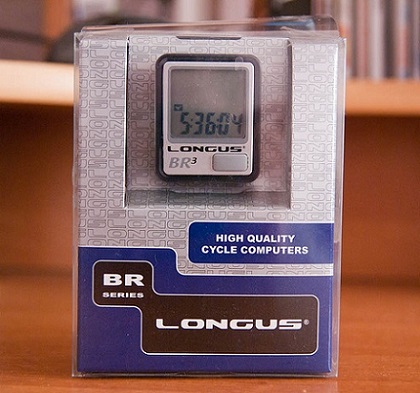 5:36:04
LONGUS
BR³
HIGH QUALITY
CYCLE COMPUTERS
BR
SERIES
LONGUS®